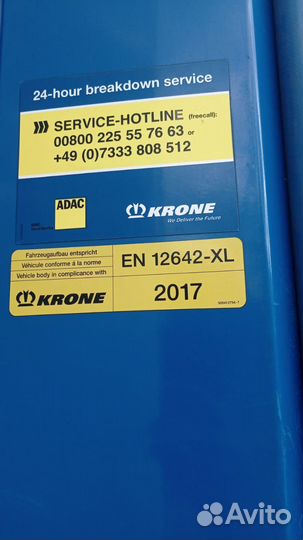 24-hour breakdown service
SERVICE-HOTLINE (freecall):
00800 225 55 76 63 or
+49 (0)7333 808 512
ADAC
KRONE
We Deliver the Future
Fahrzeugaufbau entspricht
Véhicule conforme à la norme
Vehicle body in compliance with
EN 12642-XL
KRONE
2017
Avito